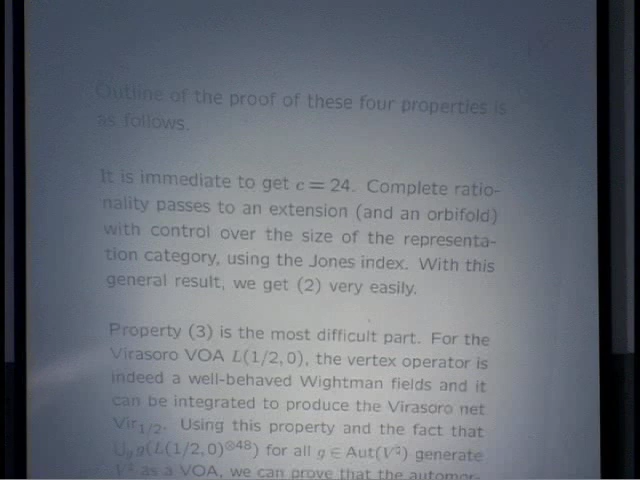 Outline of the proof of these four properties is
as follows.
It is immediate to get c = 24. Complete ratio-
nality passes to an extension (and an orbifold)
with control over the size of the representa-
tion category, using the Jones index. With this
general result, we get (2) very easily.
Property (3) is the most difficult part. For the
Virasoro VOA L(1/2, 0), the vertex operator is
indeed a well-behaved Wightman fields and it
can be integrated to produce the Virasoro net
Vir₁/₂. Using this property and the fact that
⋃g g(L(1/2, 0)⊗48) for all g ∈ Aut(V♮) generate
V♮ as a VOA, we can prove that the automor-